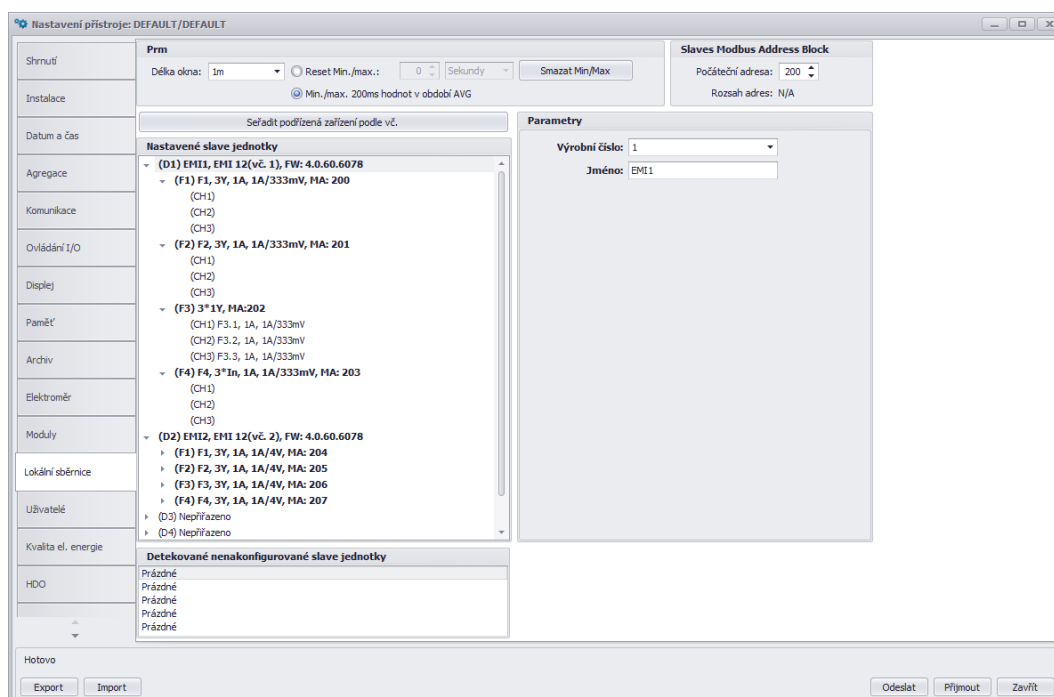 Nastavení přístroje: DEFAULT/DEFAULT
Shrnutí
Instalace
Datum a čas
Agregace
Komunikace
Ovládání I/O
Displej
Paměť
Archiv
Elektroměr
Moduly
Lokální sběrnice
Uživatelé
Kvalita el. energie
HDO
Prm
Délka okna: 1m Reset Min./max.: 0 Sekundy Smazat Min/Max
Min./max. 200ms hodnot v období AVG
Slaves Modbus Address Block
Počáteční adresa: 200
Rozsah adres: N/A
Seřadit podřízená zařízení podle vč.
Nastavené slave jednotky
(D1) EMI1, EMI 12(vč. 1), FW: 4.0.60.6078
(F1) F1, 3Y, 1A, 1A/333mV, MA: 200
(CH1)
(CH2)
(CH3)
(F2) F2, 3Y, 1A, 1A/333mV, MA: 201
(CH1)
(CH2)
(CH3)
(F3) 3*1Y, MA:202
(CH1) F3.1, 1A, 1A/333mV
(CH2) F3.2, 1A, 1A/333mV
(CH3) F3.3, 1A, 1A/333mV
(F4) F4, 3*In, 1A, 1A/333mV, MA: 203
(CH1)
(CH2)
(CH3)
(D2) EMI2, EMI 12(vč. 2), FW: 4.0.60.6078
(F1) F1, 3Y, 1A, 1A/4V, MA: 204
(F2) F2, 3Y, 1A, 1A/4V, MA: 205
(F3) F3, 3Y, 1A, 1A/4V, MA: 206
(F4) F4, 3Y, 1A, 1A/4V, MA: 207
(D3) Nepřiřazeno
(D4) Nepřiřazeno
Parametry
Výrobní číslo: 1
Jméno: EMI1
Detekované nenakonfigurované slave jednotky
Prázdné
Prázdné
Prázdné
Prázdné
Prázdné
Hotovo
Export Import Odeslat Přijmout Zavřít